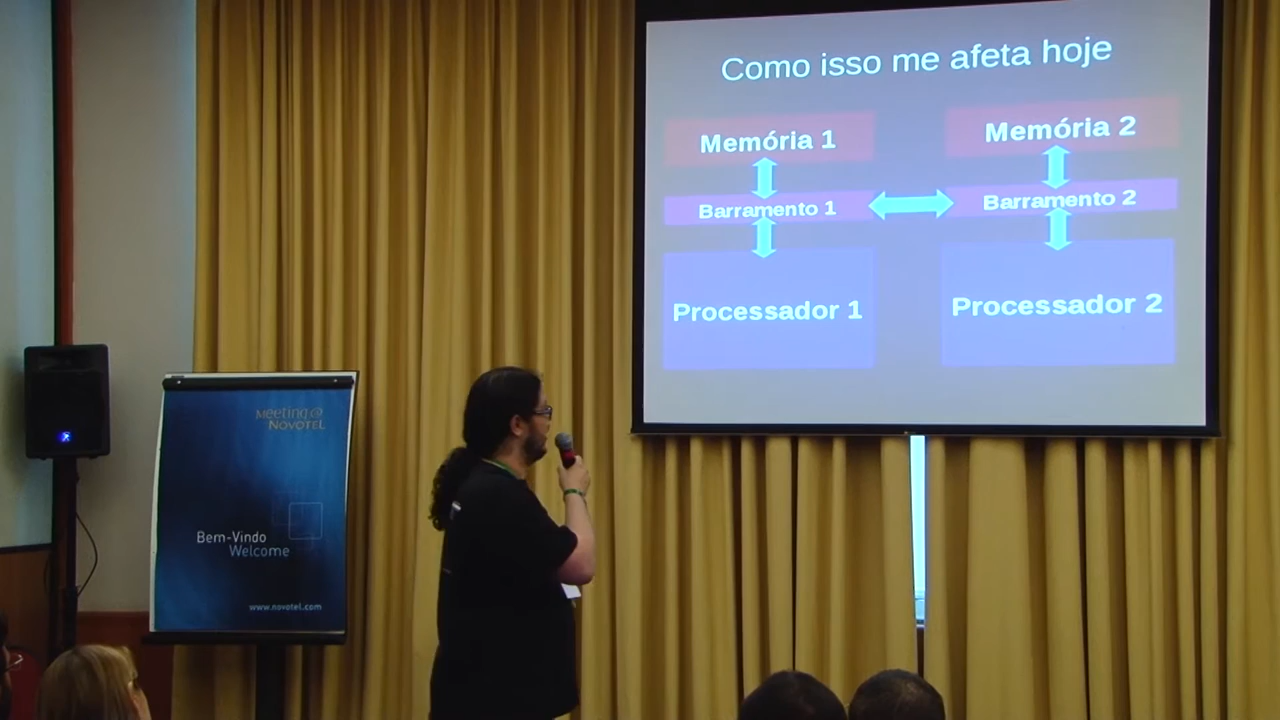 Como isso me afeta hoje
Memória 1
Memória 2
Barramento 1
Barramento 2
Processador 1
Processador 2
Meeting@
Novotel
Bem-Vindo
Welcome
www.novotel.com